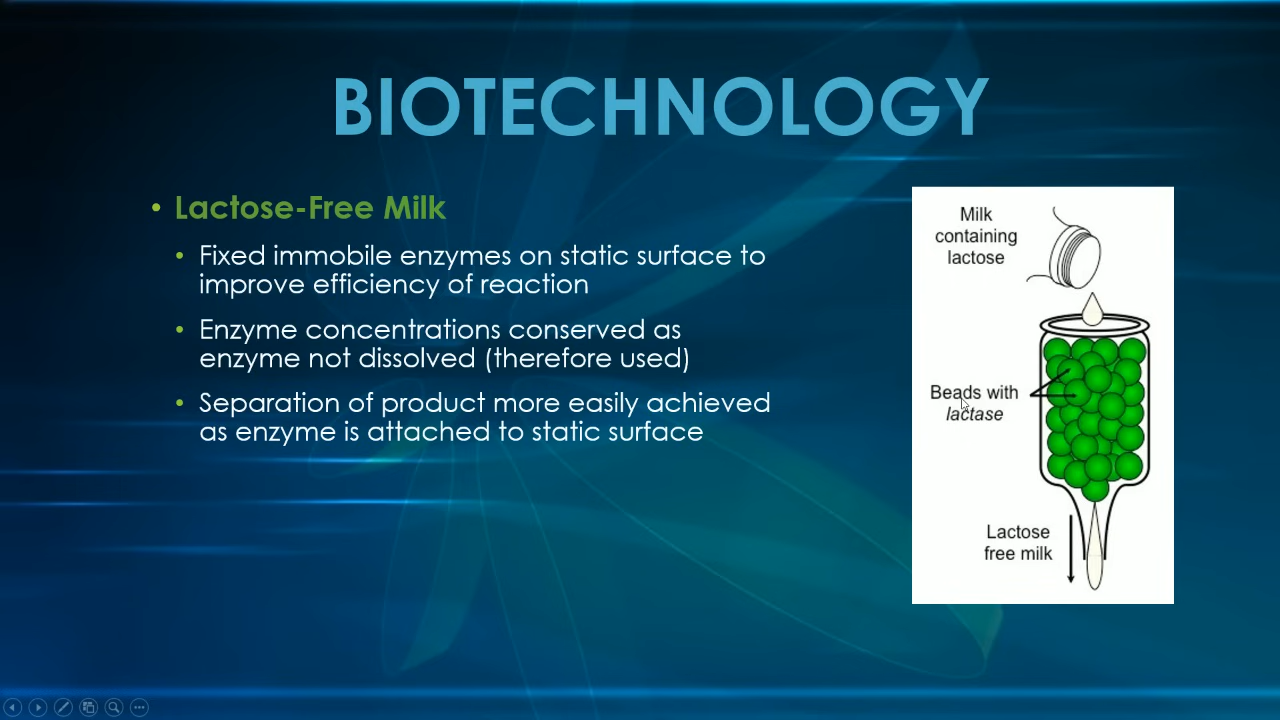 BIOTECHNOLOGY
• Lactose-Free Milk
• Fixed immobile enzymes on static surface to
improve efficiency of reaction
• Enzyme concentrations conserved as
enzyme not dissolved (therefore used)
• Separation of product more easily achieved
as enzyme is attached to static surface
Milk
containing
lactose
Beads with
lactase
Lactose
free milk